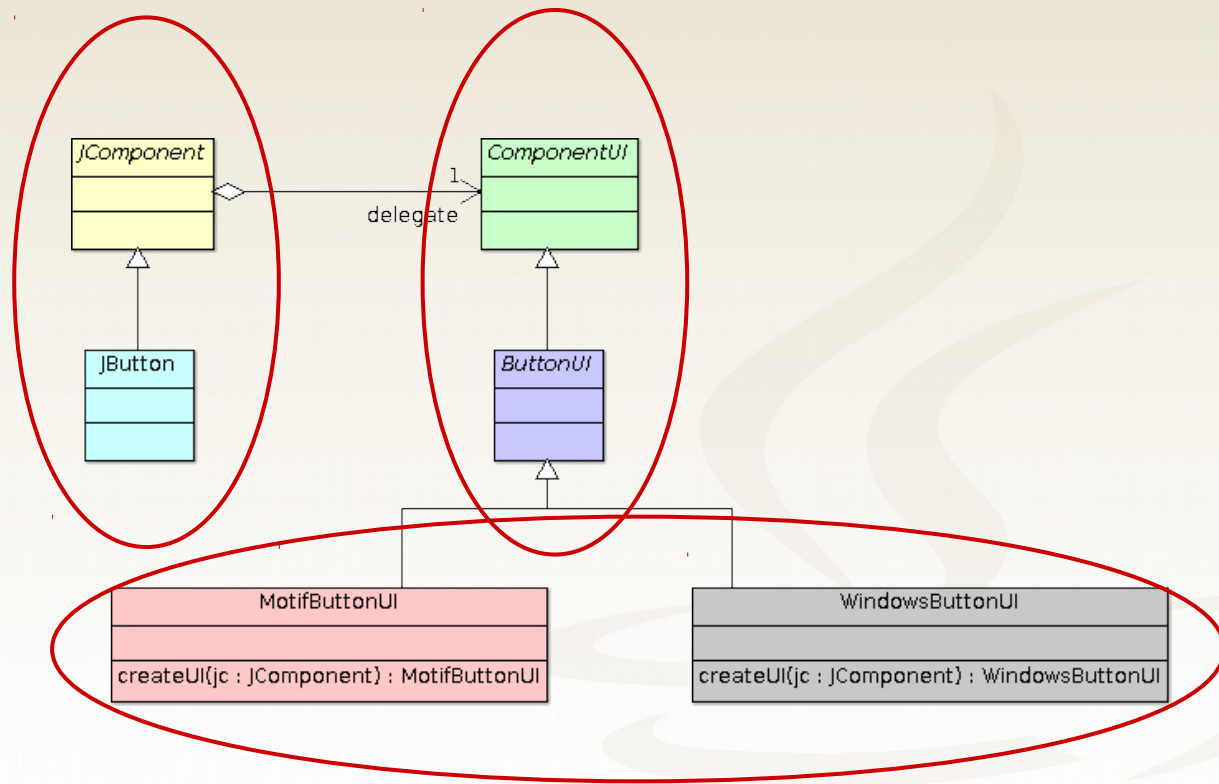 JComponent
ComponentUI
1
delegate
JButton
ButtonUI
MotifButtonUI
createUI(jc : JComponent) : MotifButtonUI
WindowsButtonUI
createUI(jc : JComponent) : WindowsButtonUI